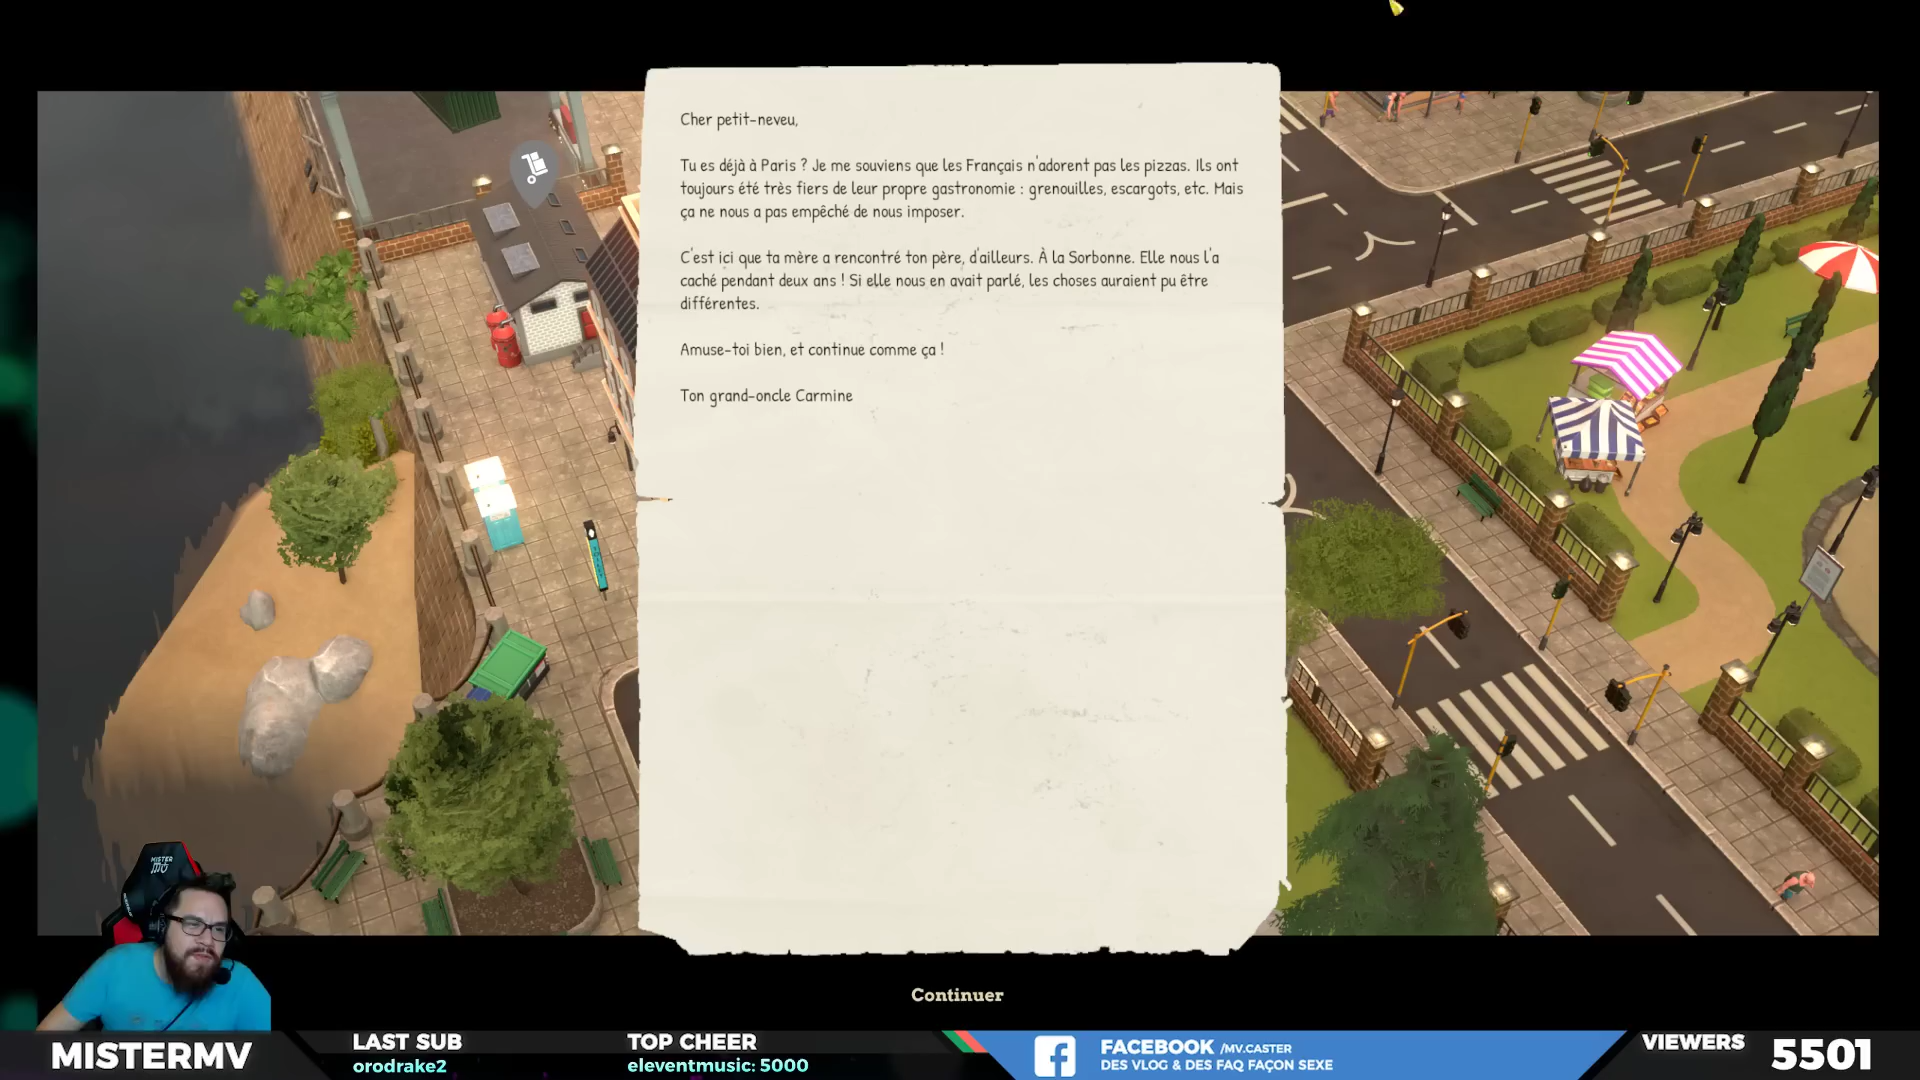 Cher petit-neveu,
Tu es déjà à Paris ? Je me souviens que les Français n'adorent pas les pizzas. Ils ont
toujours été très fiers de leur propre gastronomie : grenouilles, escargots, etc. Mais
ça ne nous a pas empêché de nous imposer.
C'est ici que ta mère a rencontré ton père, d'ailleurs. À la Sorbonne. Elle nous l'a
caché pendant deux ans ! Si elle nous en avait parlé, les choses auraient pu être
différentes.
Amuse-toi bien, et continue comme ça !
Ton grand-oncle Carmine
Continuer
MISTER
MV
MISTERMV
LAST SUB
orodrake2
TOP CHEER
eleventmusic: 5000
FACEBOOK /MV.CASTER
DES VLOG & DES FAQ FAÇON SEXE
VIEWERS
5501